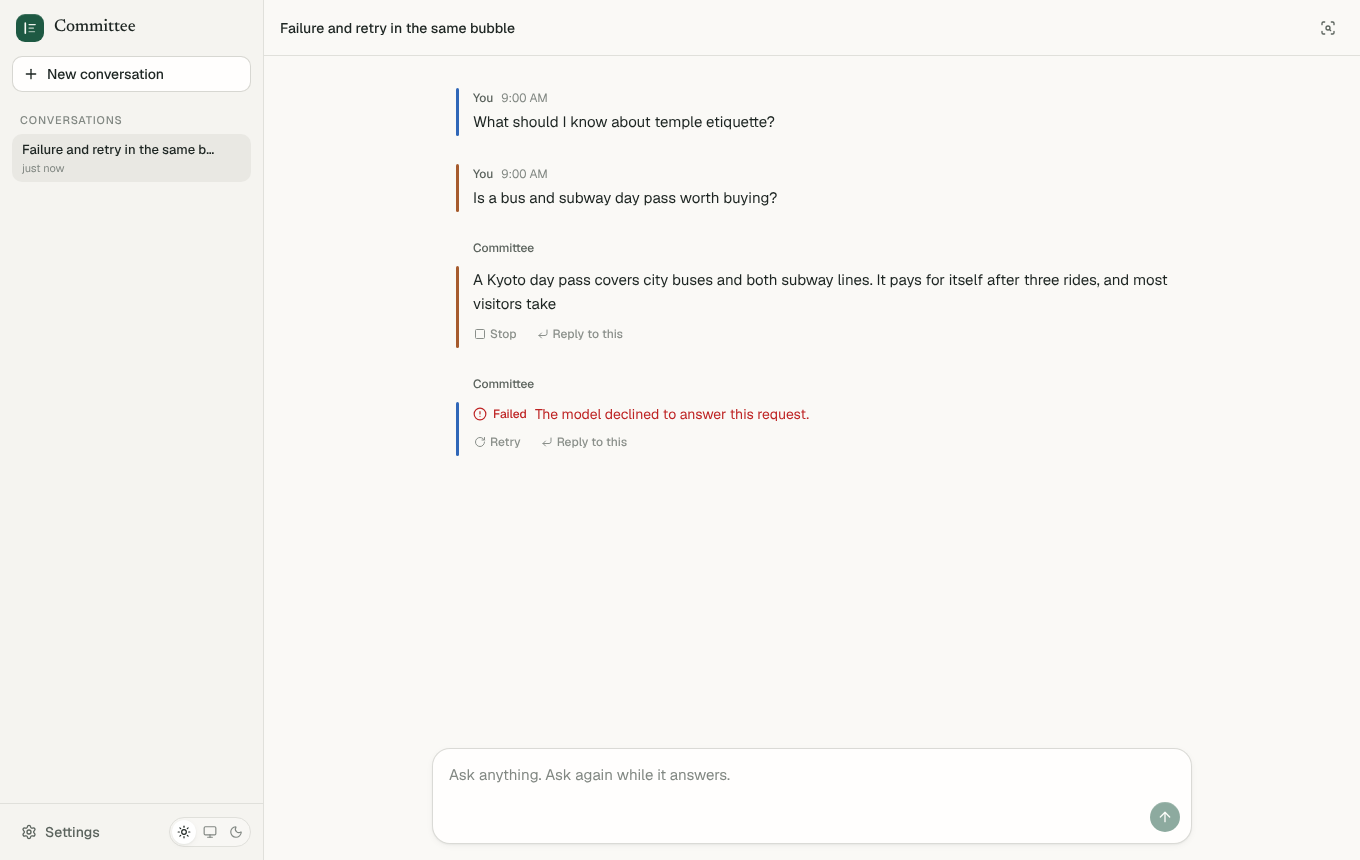 Committee
New conversation
CONVERSATIONS
Failure and retry in the same b…
just now
Settings
Failure and retry in the same bubble
You 9:00 AM
What should I know about temple etiquette?
You 9:00 AM
Is a bus and subway day pass worth buying?
Committee
A Kyoto day pass covers city buses and both subway lines. It pays for itself after three rides, and most
visitors take
Stop Reply to this
Committee
Failed The model declined to answer this request.
Retry Reply to this
Ask anything. Ask again while it answers.